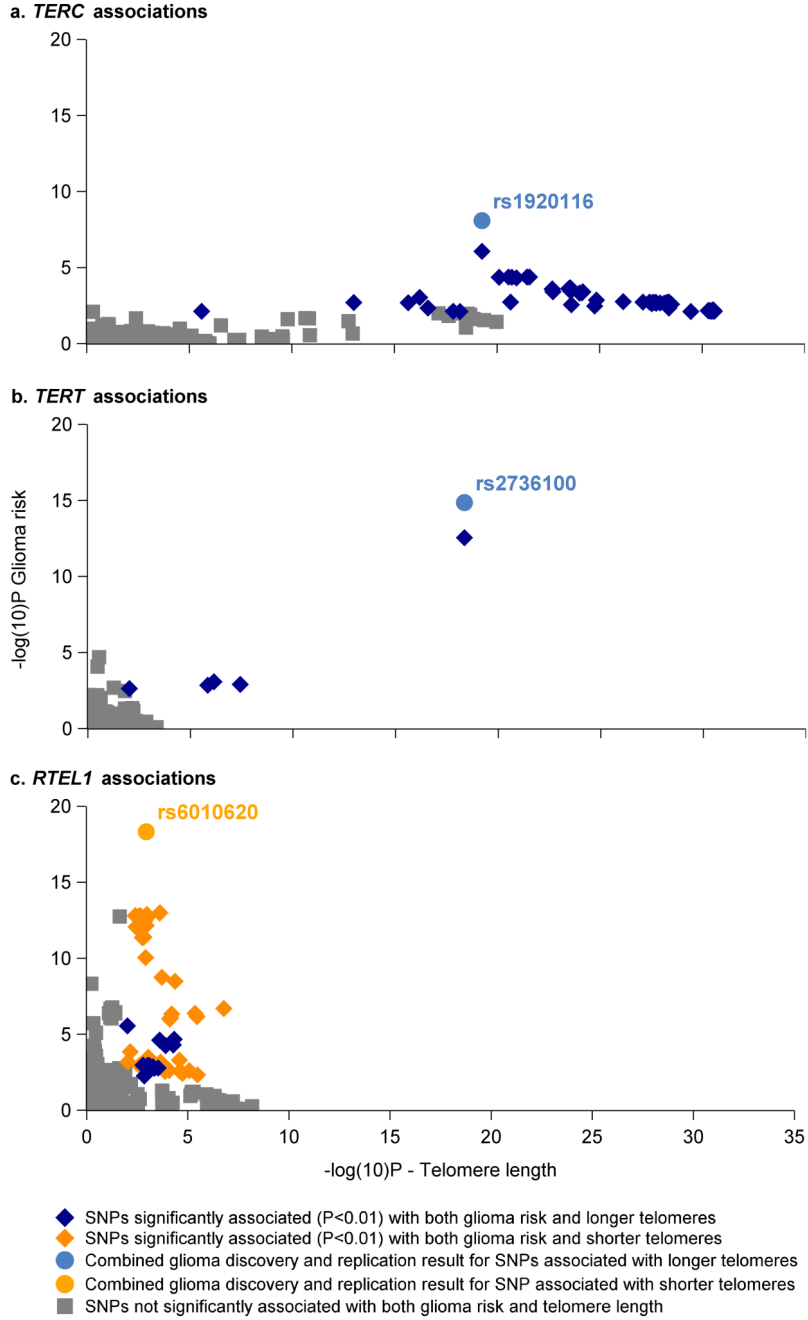 a. TERC associations
20
15
10
5
0
rs1920116
b. TERT associations
20
15
10
5
0
rs2736100
-log(10)P Glioma risk
c. RTEL1 associations
20
15
10
5
0
rs6010620
0 5 10 15 20 25 30 35
-log(10)P - Telomere length
SNPs significantly associated (P<0.01) with both glioma risk and longer telomeres
SNPs significantly associated (P<0.01) with both glioma risk and shorter telomeres
Combined glioma discovery and replication result for SNPs associated with longer telomeres
Combined glioma discovery and replication result for SNP associated with shorter telomeres
SNPs not significantly associated with both glioma risk and telomere length